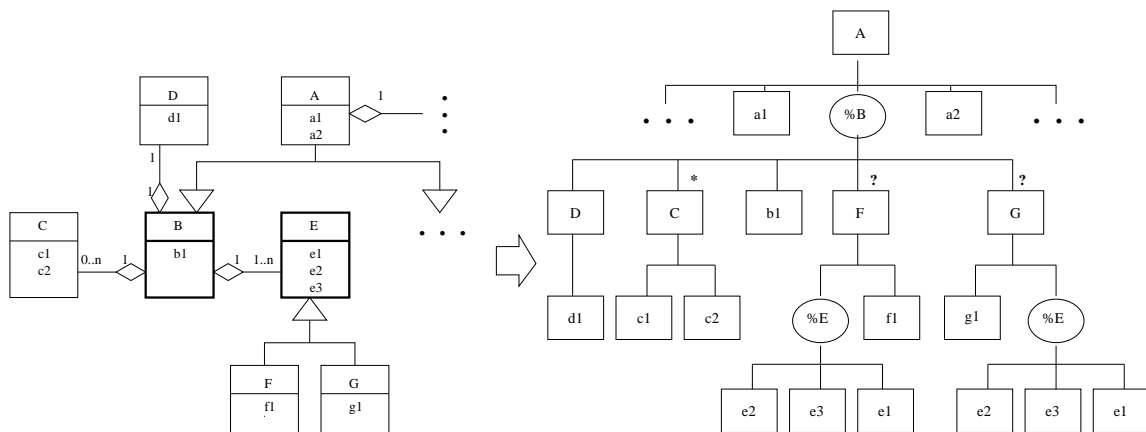 A
D
A
1
d1
a1
a2
a1
%B
a2
1
1
* ? ?
D
C
b1
F
G
C
B
E
c1
c2
0..n
1
b1
1
1..n
e1
e2
e3
d1
c1
c2
%E
f1
g1
%E
F
G
f1
g1
e2
e3
e1
e2
e3
e1